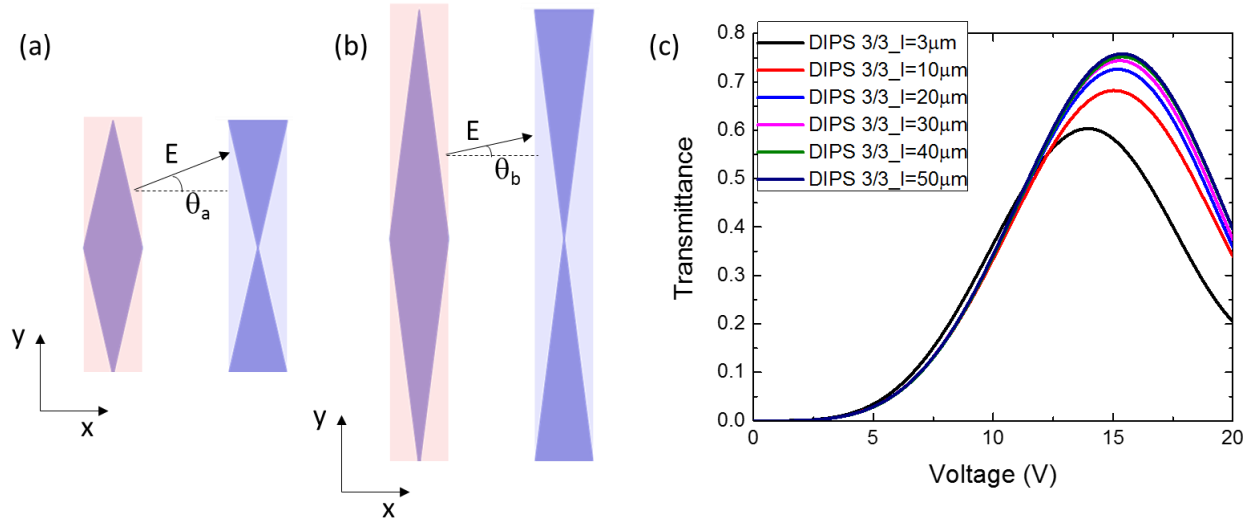 (a)
E
θa
y
x
(b)
E
θb
y
x
(c)
Transmittance
0.8
0.7
0.6
0.5
0.4
0.3
0.2
0.1
0.0
DIPS 3/3_l=3μm
DIPS 3/3_l=10μm
DIPS 3/3_l=20μm
DIPS 3/3_l=30μm
DIPS 3/3_l=40μm
DIPS 3/3_l=50μm
0 5 10 15 20
Voltage (V)